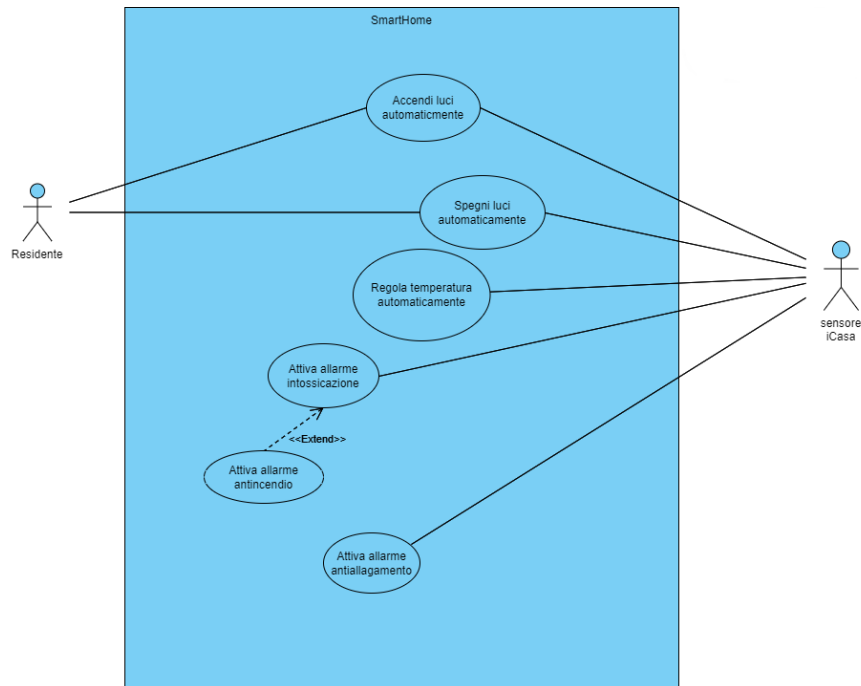 SmartHome
Accendi luci
automaticmente
Spegni luci
automaticamente
Residente
Regola temperatura
automaticamente
sensore
iCasa
Attiva allarme
intossicazione
<<Extend>>
Attiva allarme
antincendio
Attiva allarme
antiallagamento